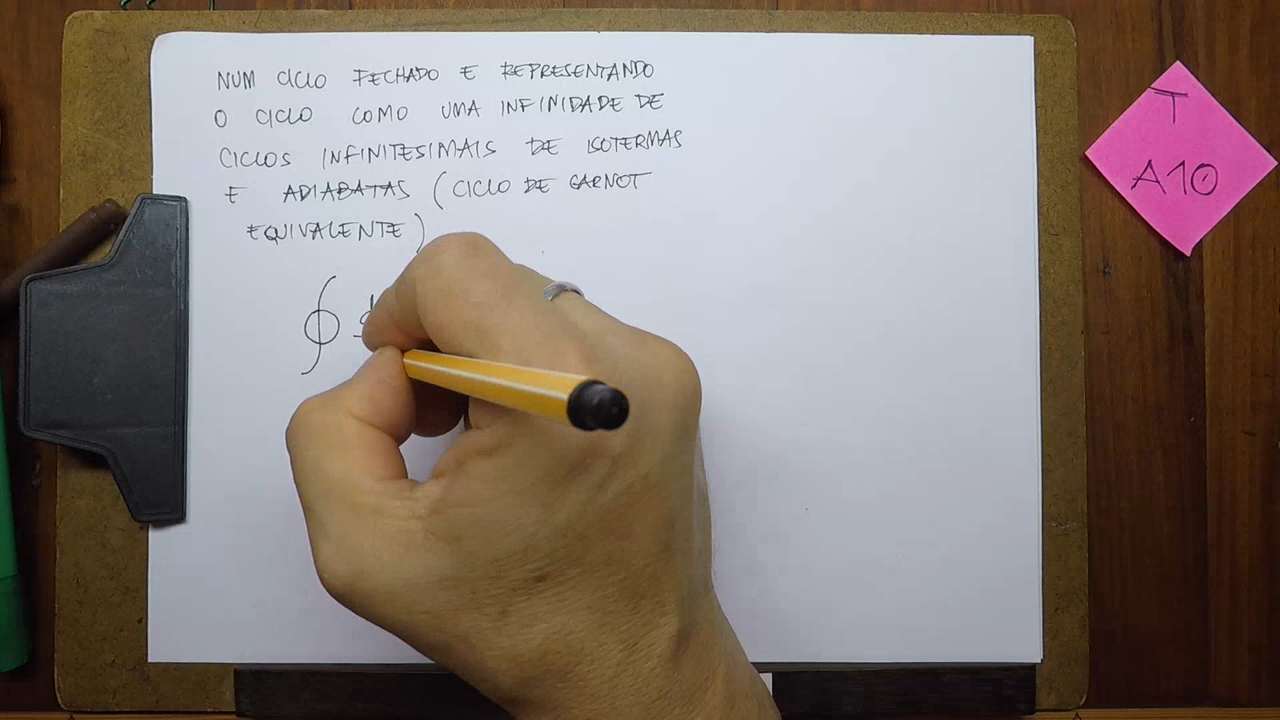 NUM CICLO FECHADO E REPRESENTANDO
O CICLO COMO UMA INFINIDADE DE
CICLOS INFINITESIMAIS DE ISOTERMAS
E ADIABATAS (CICLO DE CARNOT
EQUIVALENTE)
∮
T
A10